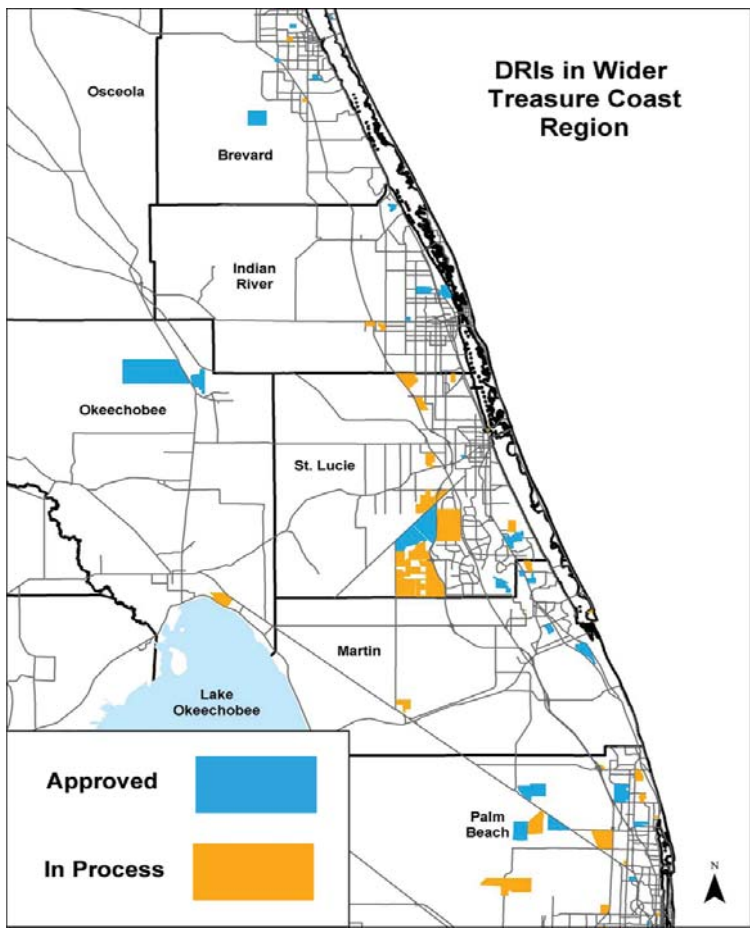 DRIs in Wider
Treasure Coast
Region
Osceola
Brevard
Indian
River
Okeechobee
St. Lucie
Martin
Lake
Okeechobee
Palm
Beach
Approved
In Process
N